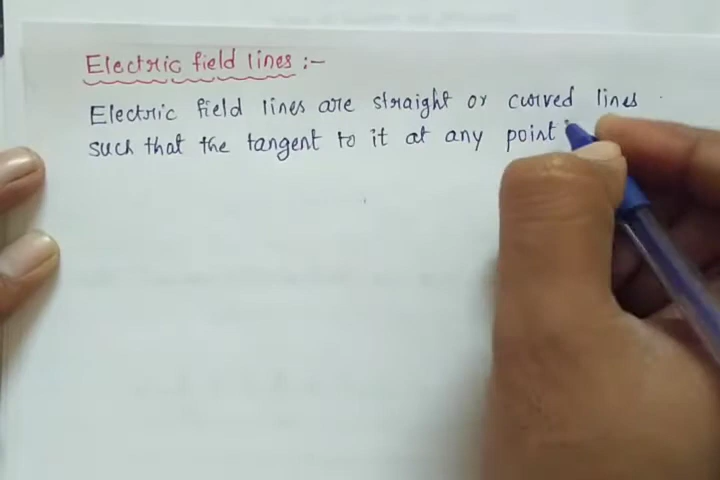 Electric field lines :-
Electric field lines are straight or curved lines
such that the tangent to it at any point